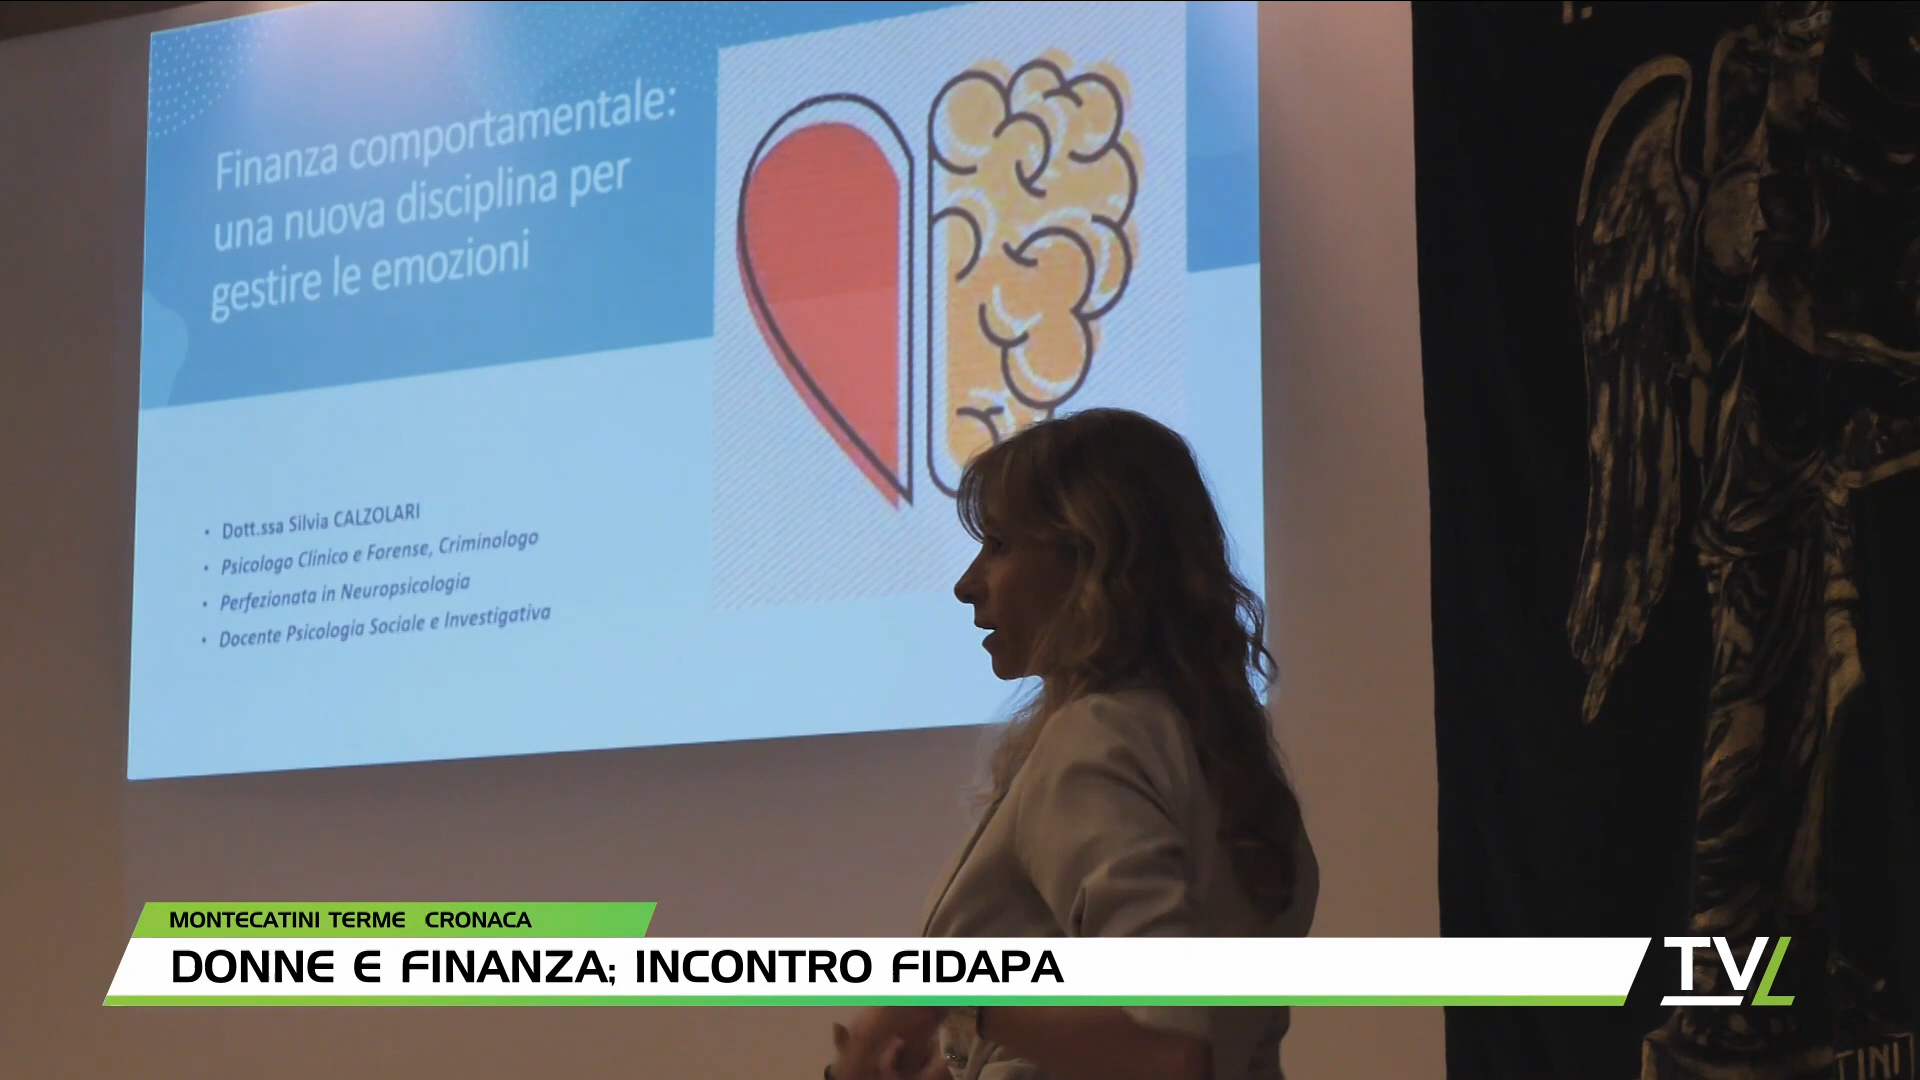 Finanza comportamentale:
una nuova disciplina per
gestire le emozioni
• Dott.ssa Silvia CALZOLARI
• Psicologo Clinico e Forense, Criminologo
• Perfezionata in Neuropsicologia
• Docente Psicologia Sociale e Investigativa
MONTECATINI TERME CRONACA
DONNE E FINANZA; INCONTRO FIDAPA
TVL